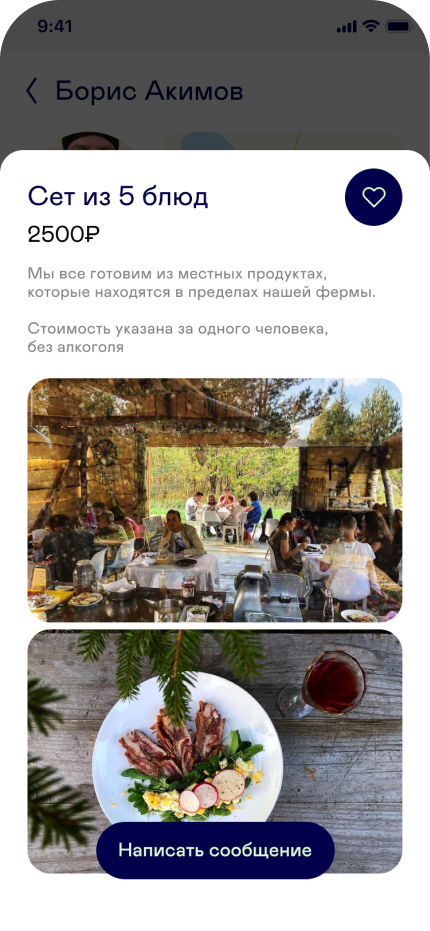 9:41
Борис Акимов
Сет из 5 блюд
2500₽
Мы все готовим из местных продуктах,
которые находятся в пределах нашей фермы.
Стоимость указана за одного человека,
без алкоголя
Написать сообщение